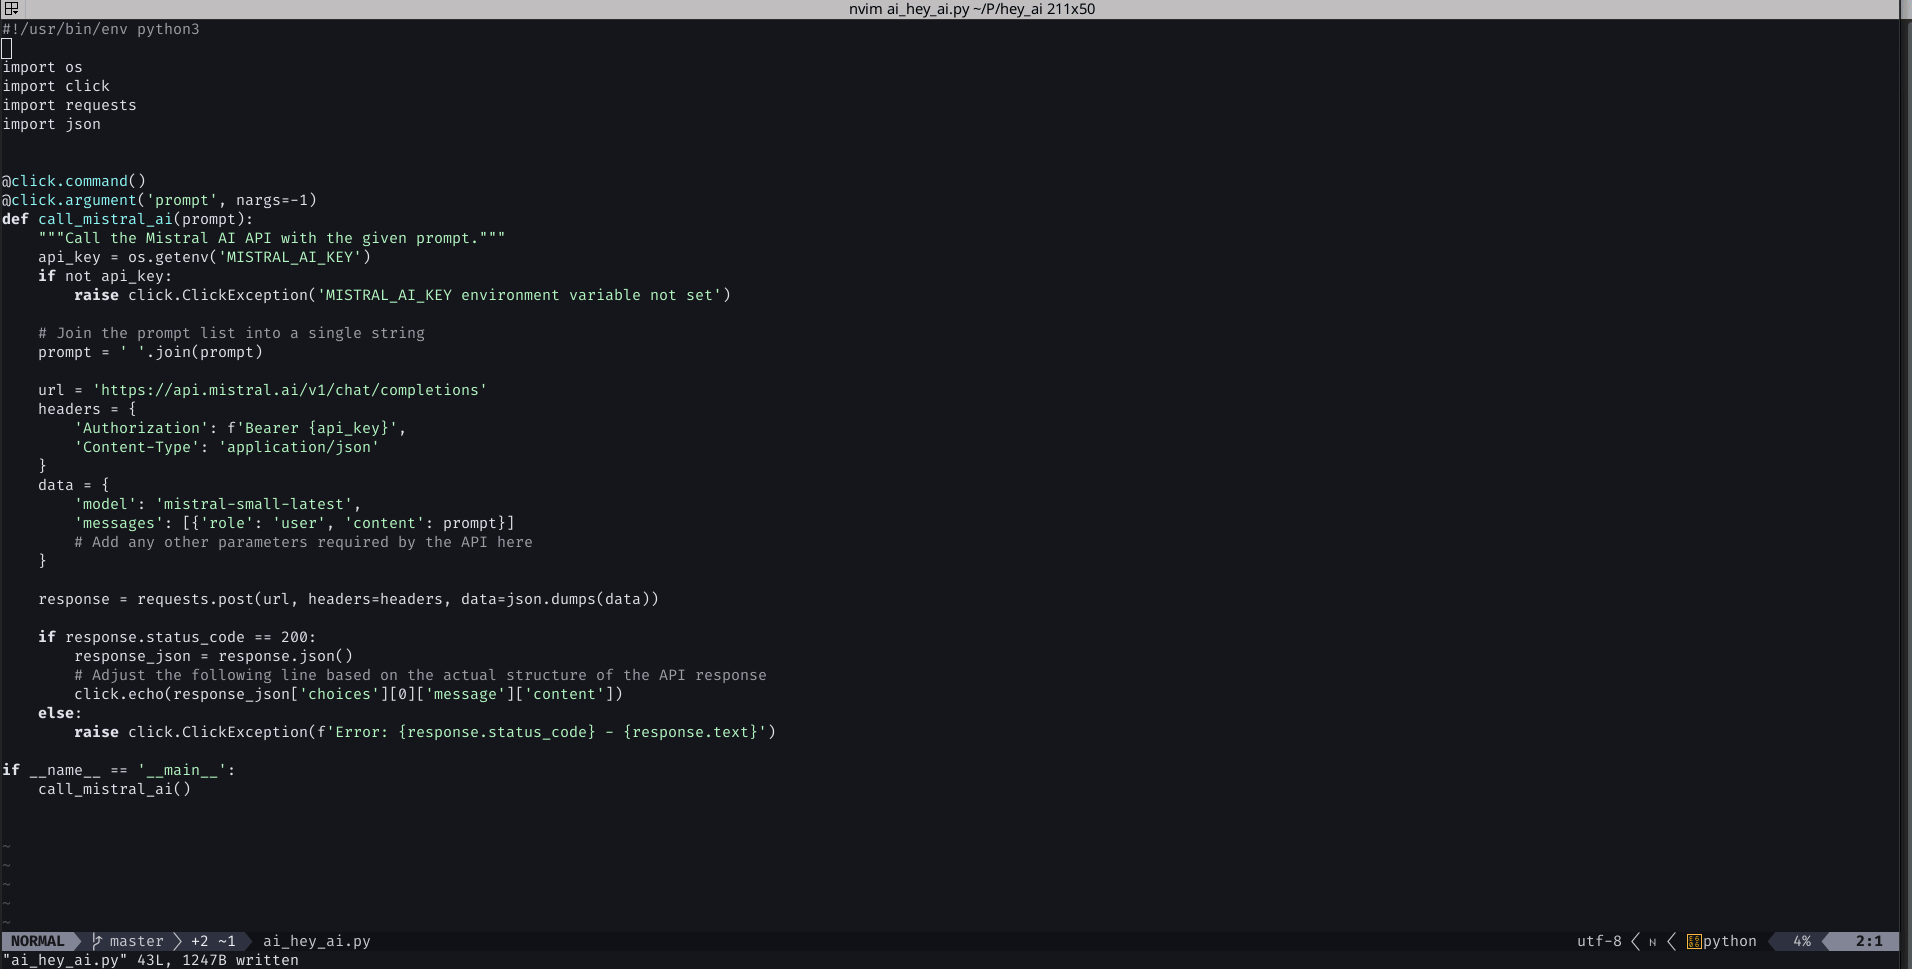 nvim ai_hey_ai.py ~/P/hey_ai 211x50
#!/usr/bin/env python3
import os
import click
import requests
import json
@click.command()
@click.argument('prompt', nargs=-1)
def call_mistral_ai(prompt):
    """Call the Mistral AI API with the given prompt."""
    api_key = os.getenv('MISTRAL_AI_KEY')
    if not api_key:
        raise click.ClickException('MISTRAL_AI_KEY environment variable not set')
    # Join the prompt list into a single string
    prompt = ' '.join(prompt)
    url = 'https://api.mistral.ai/v1/chat/completions'
    headers = {
        'Authorization': f'Bearer {api_key}',
        'Content-Type': 'application/json'
    }
    data = {
        'model': 'mistral-small-latest',
        'messages': [{'role': 'user', 'content': prompt}]
        # Add any other parameters required by the API here
    }
    response = requests.post(url, headers=headers, data=json.dumps(data))
    if response.status_code == 200:
        response_json = response.json()
        # Adjust the following line based on the actual structure of the API response
        click.echo(response_json['choices'][0]['message']['content'])
    else:
        raise click.ClickException(f'Error: {response.status_code} - {response.text}')
if __name__ == '__main__':
    call_mistral_ai()
~
~
~
~
~
NORMAL master +2 ~1 ai_hey_ai.py utf-8 N python 4% 2:1
"ai_hey_ai.py" 43L, 1247B written